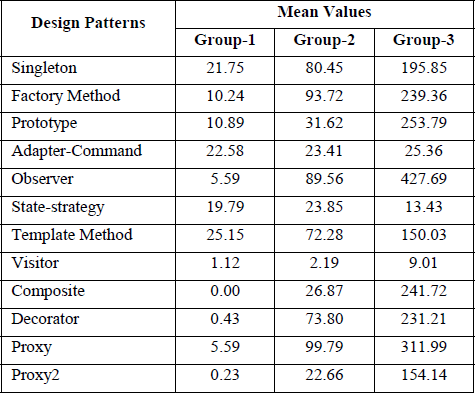 Design Patterns Mean Values
Group-1 Group-2 Group-3
Singleton 21.75 80.45 195.85
Factory Method 10.24 93.72 239.36
Prototype 10.89 31.62 253.79
Adapter-Command 22.58 23.41 25.36
Observer 5.59 89.56 427.69
State-strategy 19.79 23.85 13.43
Template Method 25.15 72.28 150.03
Visitor 1.12 2.19 9.01
Composite 0.00 26.87 241.72
Decorator 0.43 73.80 231.21
Proxy 5.59 99.79 311.99
Proxy2 0.23 22.66 154.14